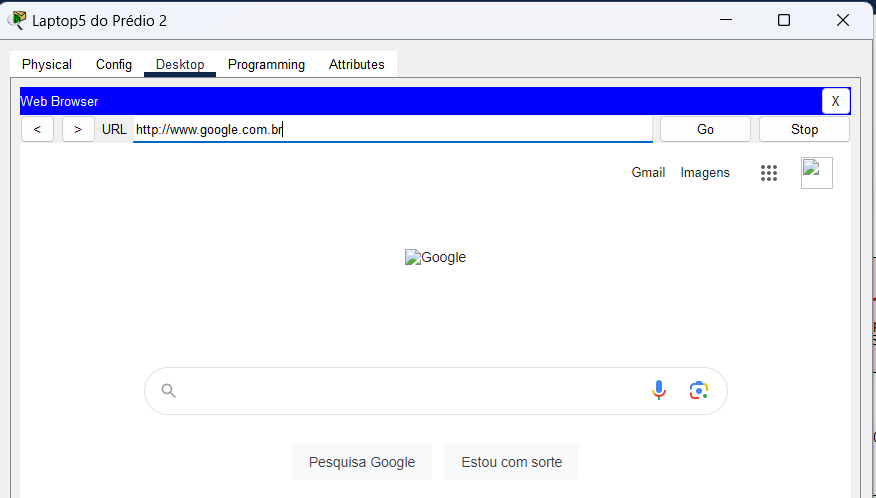 Laptop5 do Prédio 2
Physical Config Desktop Programming Attributes
Web Browser X
< > URL http://www.google.com.br Go Stop
Gmail Imagens
Google
Pesquisa Google Estou com sorte